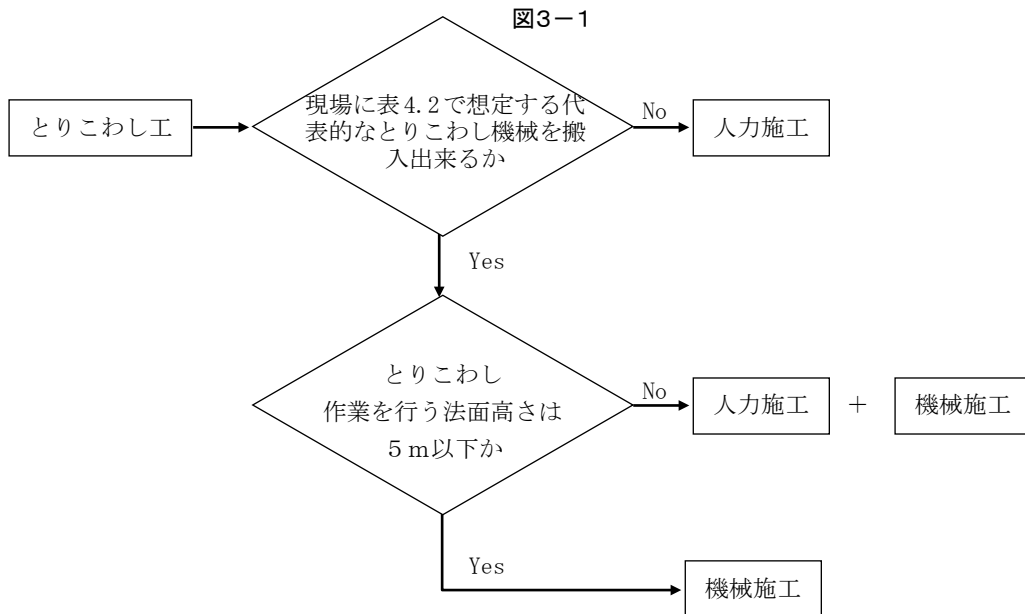 図3-1
とりこわし工
現場に表4.2で想定する代
表的なとりこわし機械を搬
入出来るか
No
人力施工
Yes
とりこわし
作業を行う法面高さは
5m以下か
No
人力施工 + 機械施工
Yes
機械施工